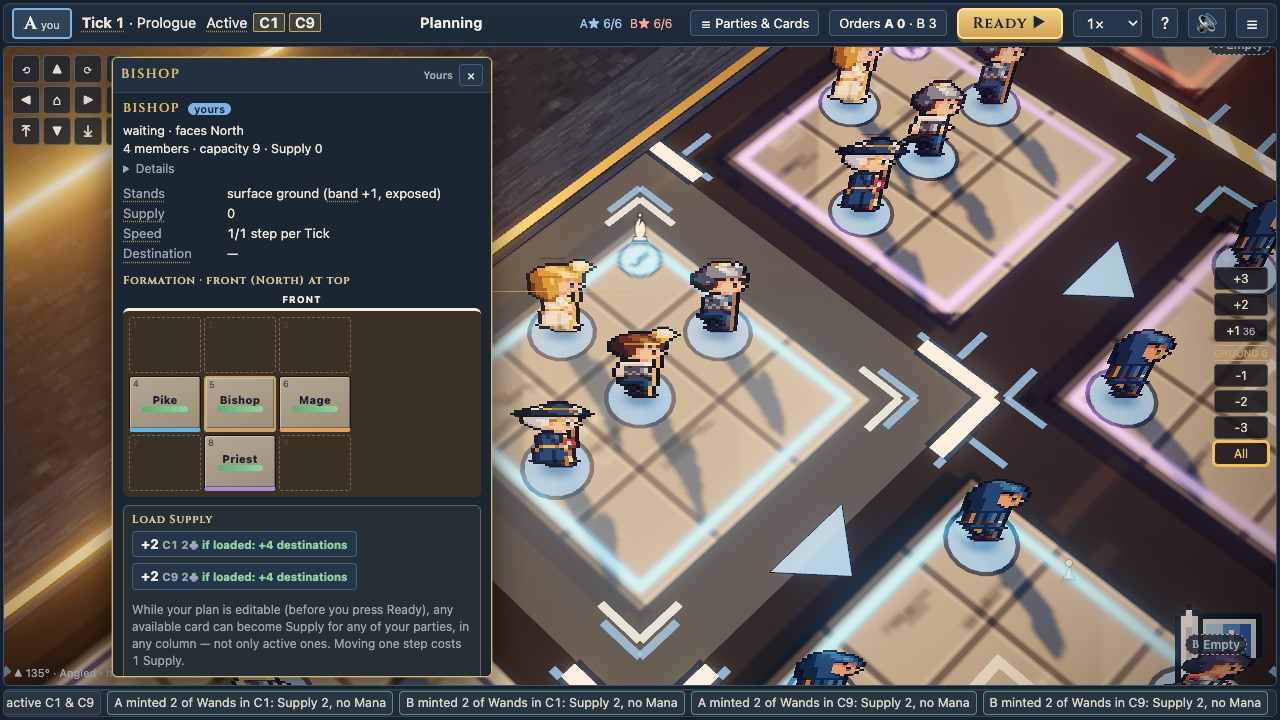 A you Tick 1 · Prologue Active C1 C9 Planning A★ 6/6 B★ 6/6 ≡ Parties & Cards Orders A 0 · B 3 READY ▶ 1× ? ≡
BISHOP Yours ×
BISHOP yours
waiting · faces North
4 members · capacity 9 · Supply 0
▶ Details
Stands surface ground (band +1, exposed)
Supply 0
Speed 1/1 step per Tick
Destination —
FORMATION · FRONT (NORTH) AT TOP
FRONT
4 Pike
5 Bishop
6 Mage
8 Priest
LOAD SUPPLY
+2 C1 2♣ if loaded: +4 destinations
+2 C9 2♣ if loaded: +4 destinations
While your plan is editable (before you press Ready), any
available card can become Supply for any of your parties, in
any column — not only active ones. Moving one step costs
1 Supply.
Empty
+3
+2
+1 36
GROUND 0
-1
-2
-3
All
B Empty
▲ 135° · Angled
active C1 & C9
A minted 2 of Wands in C1: Supply 2, no Mana
B minted 2 of Wands in C1: Supply 2, no Mana
A minted 2 of Wands in C9: Supply 2, no Mana
B minted 2 of Wands in C9: Supply 2, no Mana